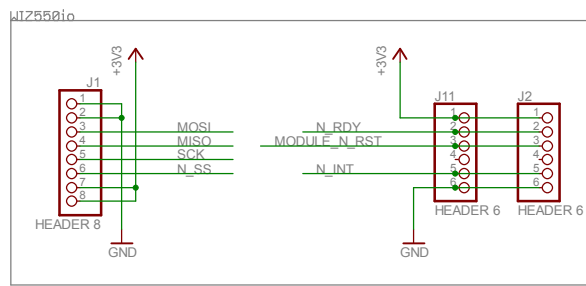 WIZ550io
+3V3
+3V3
J1
J11
J2
1
2
3
4
5
6
7
8
MOSI
MISO
SCK
N_SS
N_RDY
MODULE_N_RST
N_INT
1
2
3
4
5
6
1
2
3
4
5
6
HEADER 8
HEADER 6
HEADER 6
GND
GND